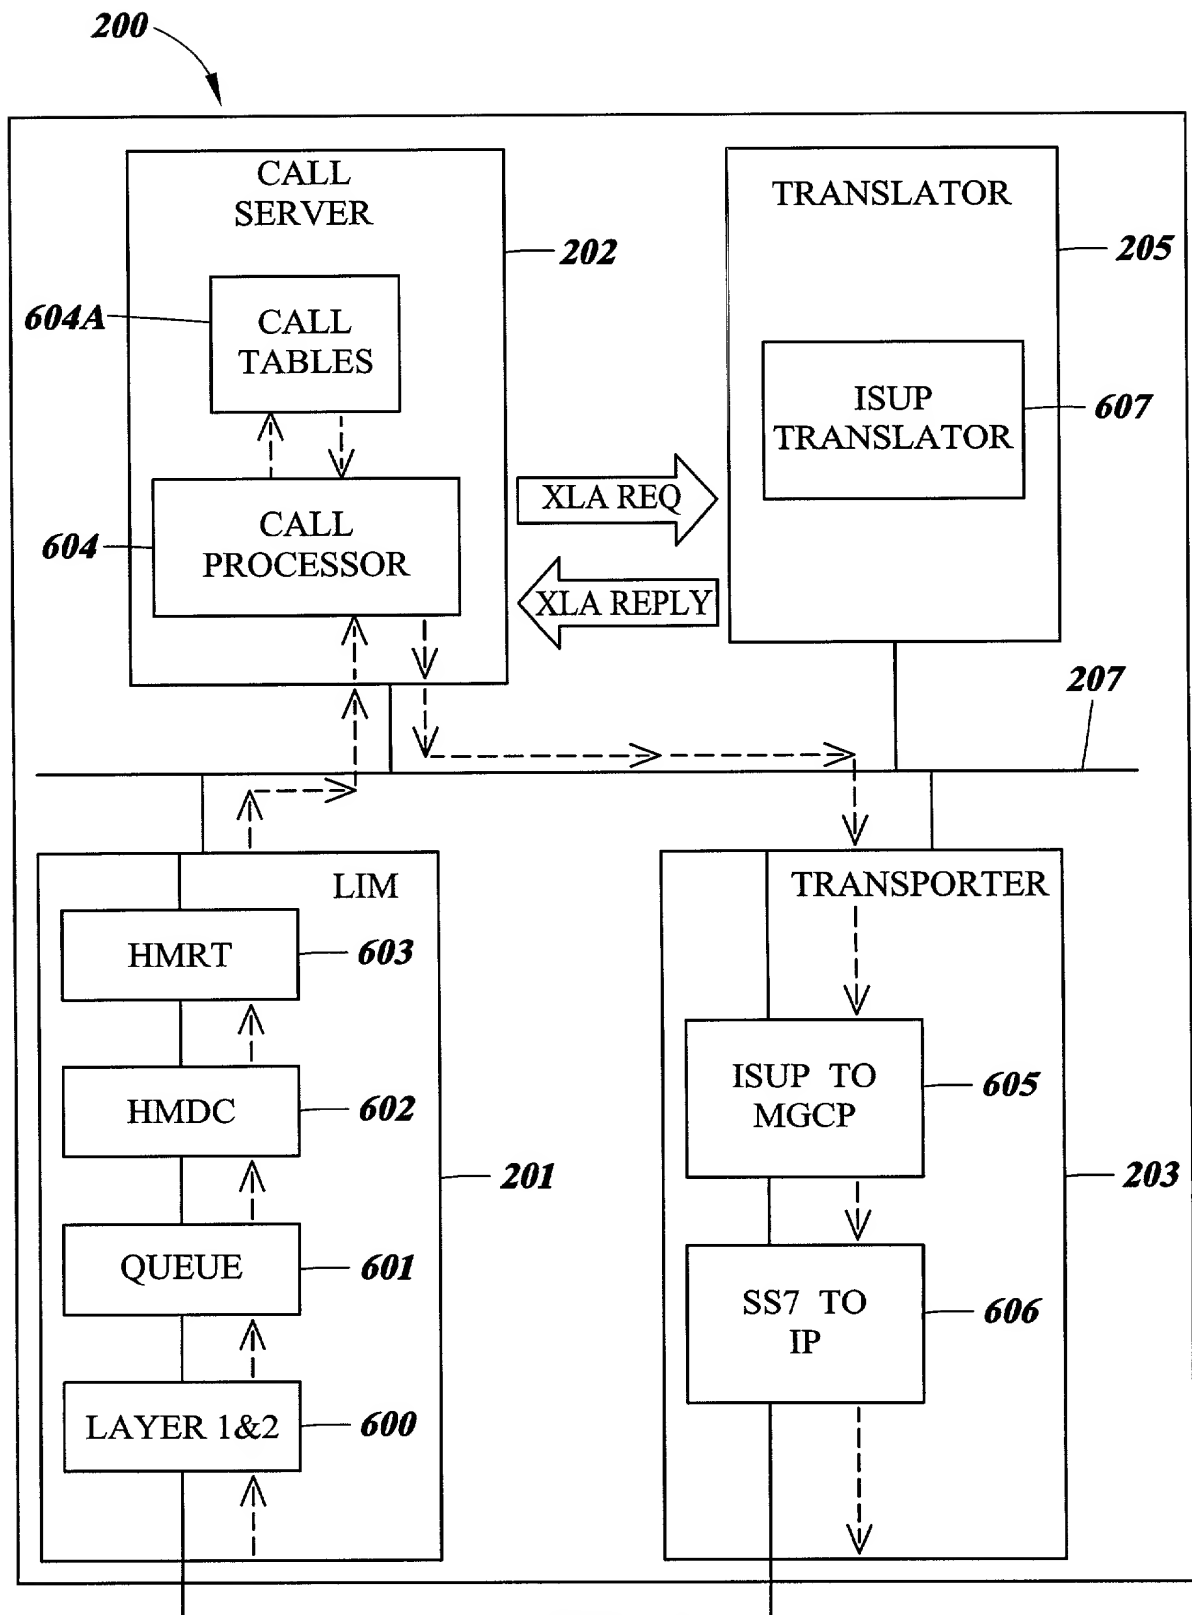 200
CALL
SERVER
202
604A
CALL
TABLES
604
CALL
PROCESSOR
TRANSLATOR
205
ISUP
TRANSLATOR
607
XLA REQ
XLA REPLY
207
LIM
HMRT
603
HMDC
602
201
QUEUE
601
LAYER 1&2
600
TRANSPORTER
ISUP TO
MGCP
605
203
SS7 TO
IP
606